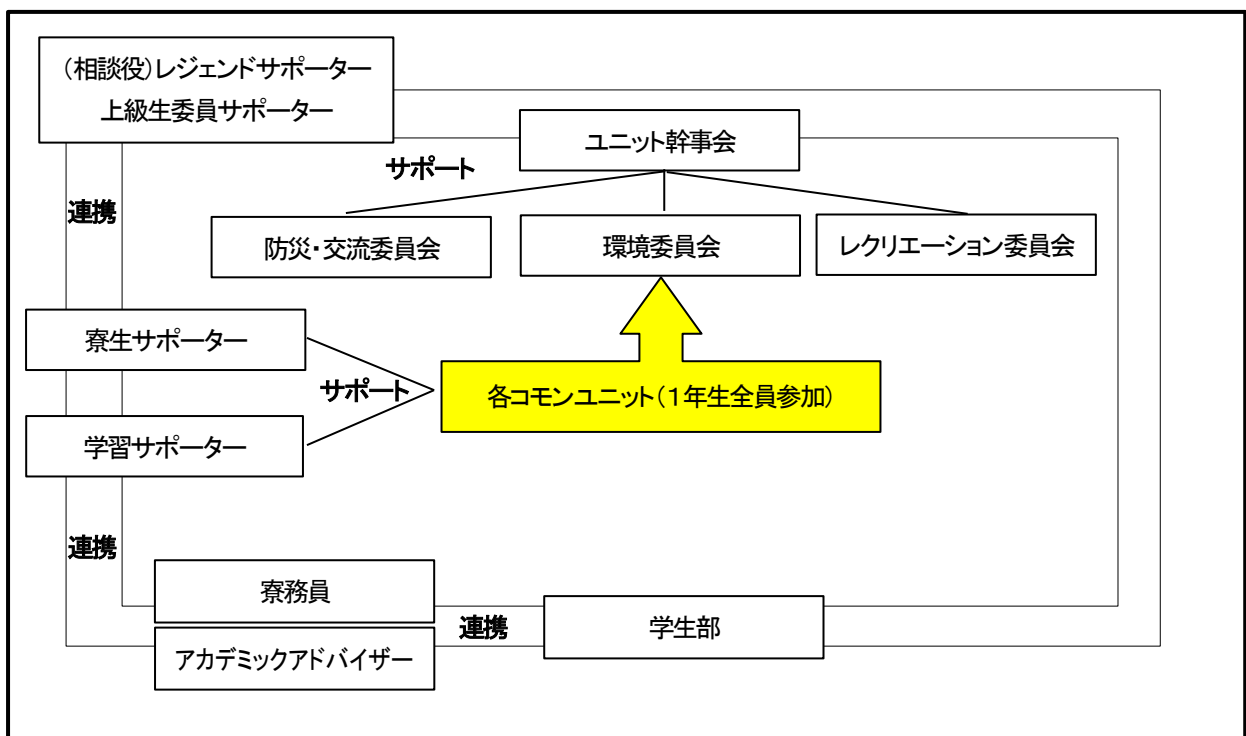 (相談役)レジェンドサポーター
上級生委員サポーター
ユニット幹事会
サポート
連携
防災・交流委員会
環境委員会
レクリエーション委員会
寮生サポーター
サポート
各コモンユニット(1年生全員参加)
学習サポーター
連携
寮務員
連携
学生部
アカデミックアドバイザー